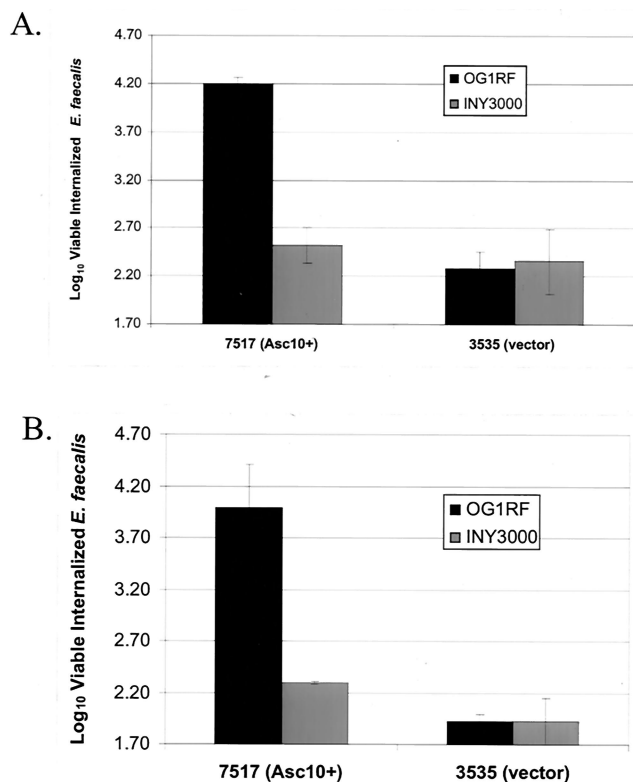 A.
Log10 Viable Internalized E. faecalis
4.70
4.20
3.70
3.20
2.70
2.20
1.70
OG1RF
INY3000
7517 (Asc10+)
3535 (vector)
B.
Log10 Viable Internalized E. faecalis
4.70
4.20
3.70
3.20
2.70
2.20
1.70
OG1RF
INY3000
7517 (Asc10+)
3535 (vector)